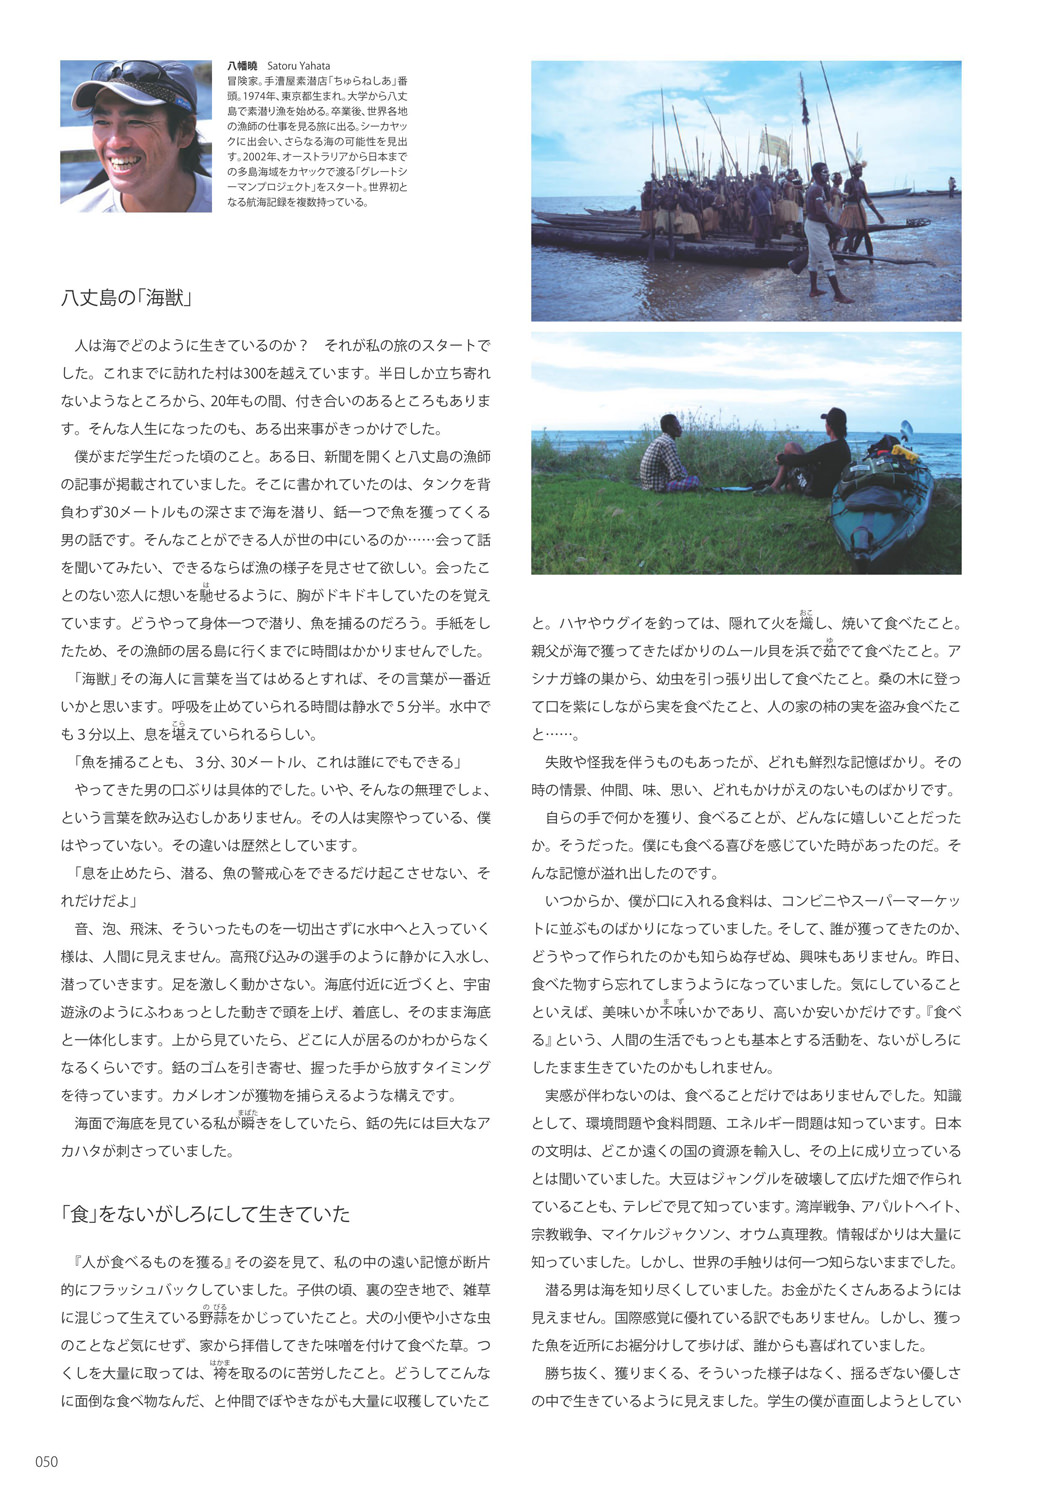 八幡暁　Satoru Yahata
冒険家。手漕屋素潜店「ちゅらねしあ」番
頭。1974年、東京都生まれ。大学から八丈
島で素潜り漁を始める。卒業後、世界各地
の漁師の仕事を見る旅に出る。シーカヤッ
クに出会い、さらなる海の可能性を見出
す。2002年、オーストラリアから日本まで
の多島海域をカヤックで渡る「グレートシ
ーマンプロジェクト」をスタート。世界初と
なる航海記録を複数持っている。
八丈島の「海獣」
人は海でどのように生きているのか？　それが私の旅のスタートで
した。これまでに訪れた村は300を越えています。半日しか立ち寄れ
ないようなところから、20年もの間、付き合いのあるところもありま
す。そんな人生になったのも、ある出来事がきっかけでした。
僕がまだ学生だった頃のこと。ある日、新聞を開くと八丈島の漁師
の記事が掲載されていました。そこに書かれていたのは、タンクを背
負わず30メートルもの深さまで海を潜り、銛一つで魚を獲ってくる
男の話です。そんなことができる人が世の中にいるのか……会って話
を聞いてみたい、できるならば漁の様子を見させて欲しい。会ったこ
とのない恋人に想いを馳せるように、胸がドキドキしていたのを覚え
ています。どうやって身体一つで潜り、魚を捕るのだろう。手紙をし
たため、その漁師の居る島に行くまでに時間はかかりませんでした。
「海獣」その海人に言葉を当てはめるとすれば、その言葉が一番近
いかと思います。呼吸を止めていられる時間は静水で５分半。水中で
も３分以上、息を堪えていられるらしい。
「魚を捕ることも、３分、30メートル、これは誰にでもできる」
やってきた男の口ぶりは具体的でした。いや、そんなの無理でしょ、
という言葉を飲み込むしかありません。その人は実際やっている、僕
はやっていない。その違いは歴然としています。
「息を止めたら、潜る、魚の警戒心をできるだけ起こさせない、そ
れだけだよ」
音、泡、飛沫、そういったものを一切出さずに水中へと入っていく
様は、人間に見えません。高飛び込みの選手のように静かに入水し、
潜っていきます。足を激しく動かさない。海底付近に近づくと、宇宙
遊泳のようにふわぁっとした動きで頭を上げ、着底し、そのまま海底
と一体化します。上から見ていたら、どこに人が居るのかわからなく
なるくらいです。銛のゴムを引き寄せ、握った手から放すタイミング
を待っています。カメレオンが獲物を捕らえるような構えです。
海面で海底を見ている私が瞬きをしていたら、銛の先には巨大なア
カハタが刺さっていました。
「食」をないがしろにして生きていた
『人が食べるものを獲る』その姿を見て、私の中の遠い記憶が断片
的にフラッシュバックしていました。子供の頃、裏の空き地で、雑草
に混じって生えている野蒜をかじっていたこと。犬の小便や小さな虫
のことなど気にせず、家から拝借してきた味噌を付けて食べた草。つ
くしを大量に取っては、袴を取るのに苦労したこと。どうしてこんな
に面倒な食べ物なんだ、と仲間でぼやきながも大量に収穫していたこ
と。ハヤやウグイを釣っては、隠れて火を熾し、焼いて食べたこと。
親父が海で獲ってきたばかりのムール貝を浜で茹でて食べたこと。ア
シナガ蜂の巣から、幼虫を引っ張り出して食べたこと。桑の木に登っ
て口を紫にしながら実を食べたこと、人の家の柿の実を盗み食べたこ
と……。
失敗や怪我を伴うものもあったが、どれも鮮烈な記憶ばかり。その
時の情景、仲間、味、思い、どれもかけがえのないものばかりです。
自らの手で何かを獲り、食べることが、どんなに嬉しいことだった
か。そうだった。僕にも食べる喜びを感じていた時があったのだ。そ
んな記憶が溢れ出したのです。
いつからか、僕が口に入れる食料は、コンビニやスーパーマーケッ
トに並ぶものばかりになっていました。そして、誰が獲ってきたのか、
どうやって作られたのかも知らぬ存ぜぬ、興味もありません。昨日、
食べた物すら忘れてしまうようになっていました。気にしていること
といえば、美味いか不味いかであり、高いか安いかだけです。『食べ
る』という、人間の生活でもっとも基本とする活動を、ないがしろに
したまま生きていたのかもしれません。
実感が伴わないのは、食べることだけではありませんでした。知識
として、環境問題や食料問題、エネルギー問題は知っています。日本
の文明は、どこか遠くの国の資源を輸入し、その上に成り立っている
とは聞いていました。大豆はジャングルを破壊して広げた畑で作られ
ていることも、テレビで見て知っています。湾岸戦争、アパルトヘイト、
宗教戦争、マイケルジャクソン、オウム真理教。情報ばかりは大量に
知っていました。しかし、世界の手触りは何一つ知らないままでした。
潜る男は海を知り尽くしていました。お金がたくさんあるようには
見えません。国際感覚に優れている訳でもありません。しかし、獲っ
た魚を近所にお裾分けして歩けば、誰からも喜ばれていました。
勝ち抜く、獲りまくる、そういった様子はなく、揺るぎない優しさ
の中で生きているように見えました。学生の僕が直面しようとしてい
050